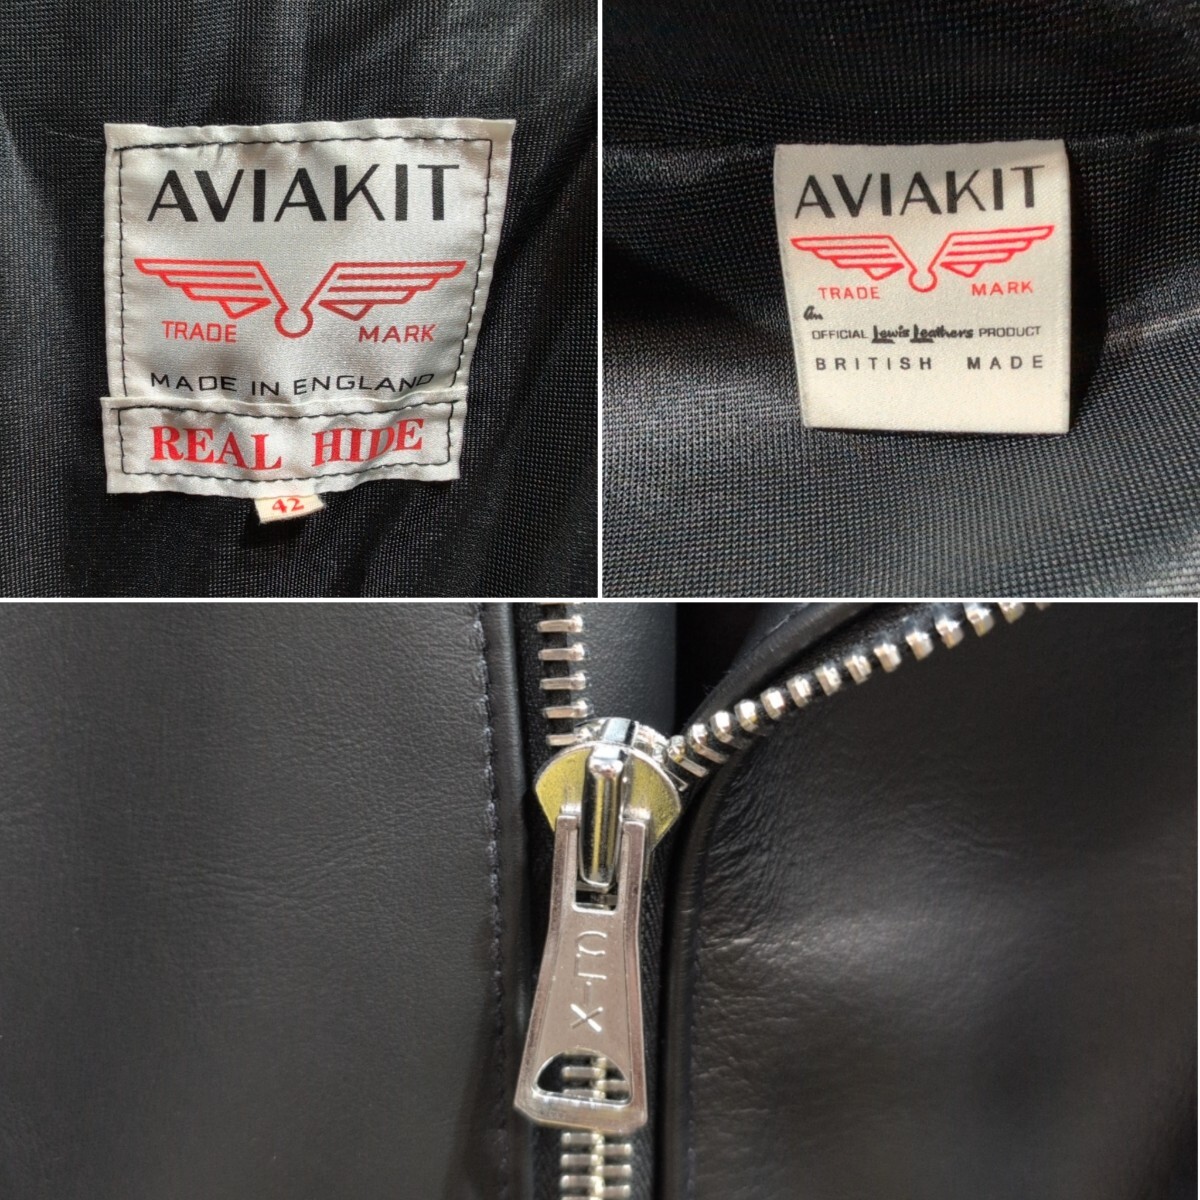 AVIAKIT
TRADE MARK
MADE IN ENGLAND
REAL HIDE
42
AVIAKIT
TRADE MARK
An
OFFICIAL Lewis Leathers PRODUCT
BRITISH MADE